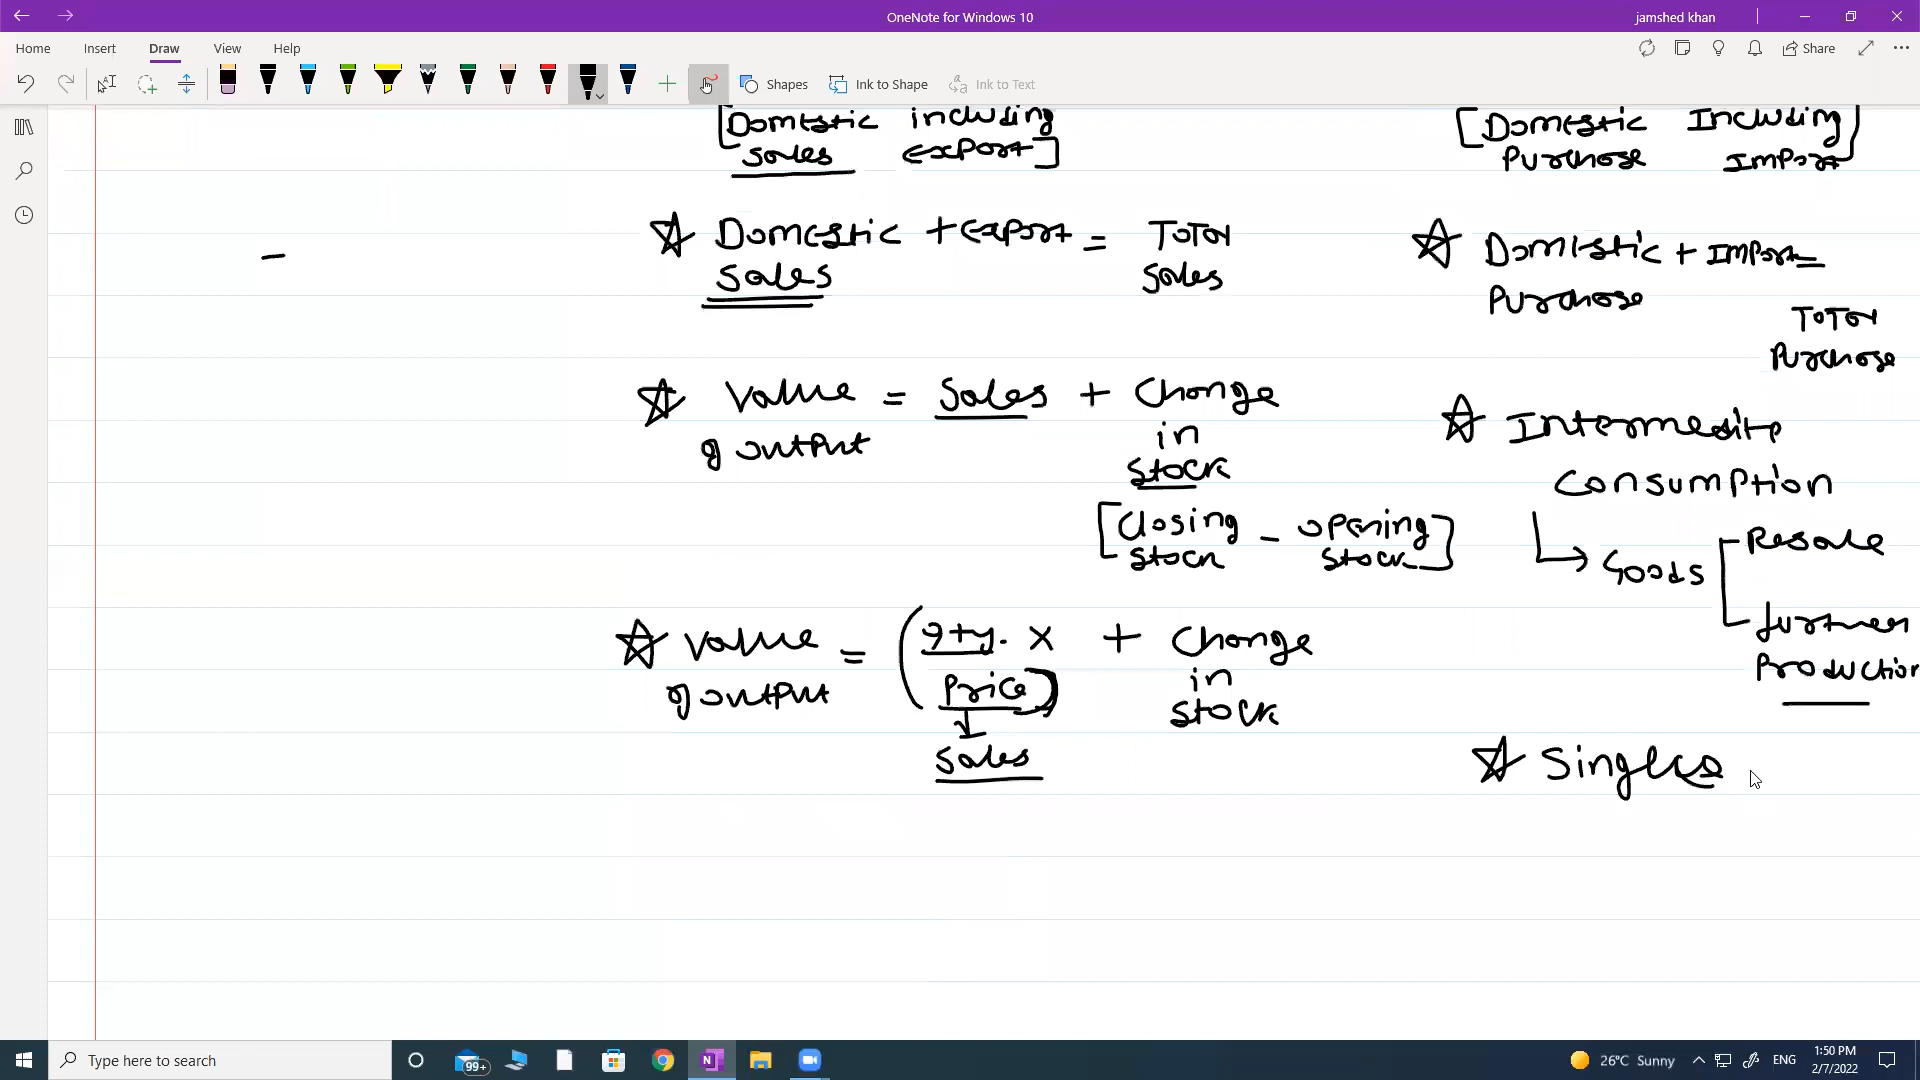 OneNote for Windows 10
jamshed khan
Home Insert Draw View Help
Share
Shapes Ink to Shape Ink to Text
[Domestic including
sales export]
☆ Domestic + export = Total
sales sales
☆ Value = Sales + Change
of output in
stock
[Closing - opening]
stock stock
☆ Value = (qty. x + Change
of output Price) in
stock
Sales
[Domestic Including
Purchase Import]
☆ Domestic + Import =
Purchase
Total
Purchase
☆ Intermedite
Consumption
Goods
Resale
further
Production
☆ Singless
Type here to search
99+
26°C Sunny
ENG
1:50 PM
2/7/2022